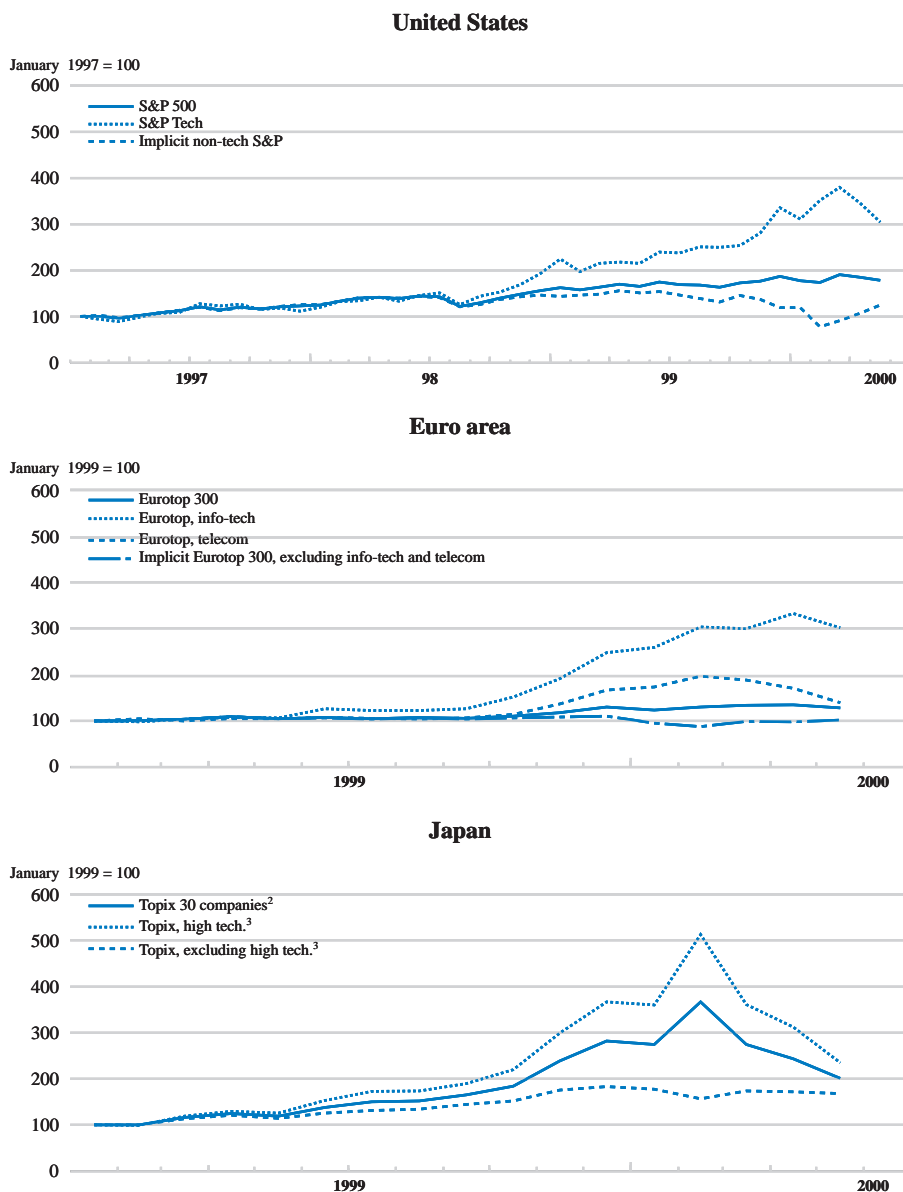 United States
January 1997 = 100
600
500
400
300
200
100
0
S&P 500
S&P Tech
Implicit non-tech S&P
1997 98 99 2000
Euro area
January 1999 = 100
600
500
400
300
200
100
0
Eurotop 300
Eurotop, info-tech
Eurotop, telecom
Implicit Eurotop 300, excluding info-tech and telecom
1999 2000
Japan
January 1999 = 100
600
500
400
300
200
100
0
Topix 30 companies²
Topix, high tech.³
Topix, excluding high tech.³
1999 2000